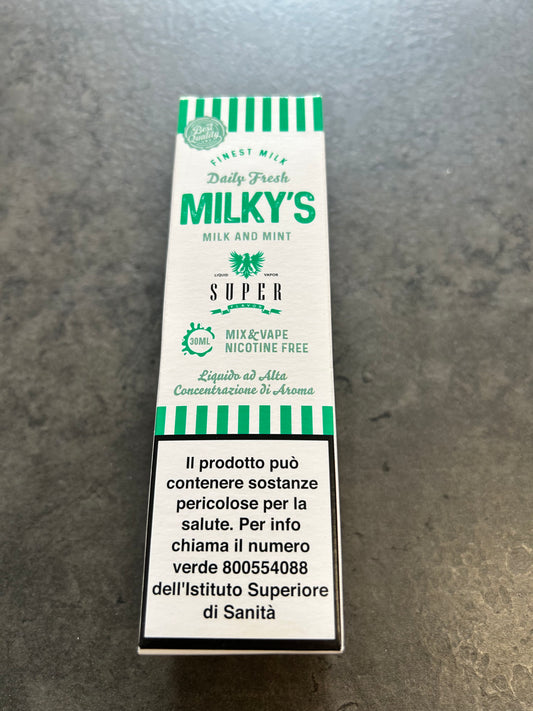 Best
Quality
FINEST MILK
Daily Fresh
MILKY'S
MILK AND MINT
LIQUID VAPOR
SUPER
FLAVOR
30ML
MIX&VAPE
NICOTINE FREE
Liquido ad Alta
Concentrazione di Aroma
Il prodotto può
contenere sostanze
pericolose per la
salute. Per info
chiama il numero
verde 800554088
dell'Istituto Superiore
di Sanità